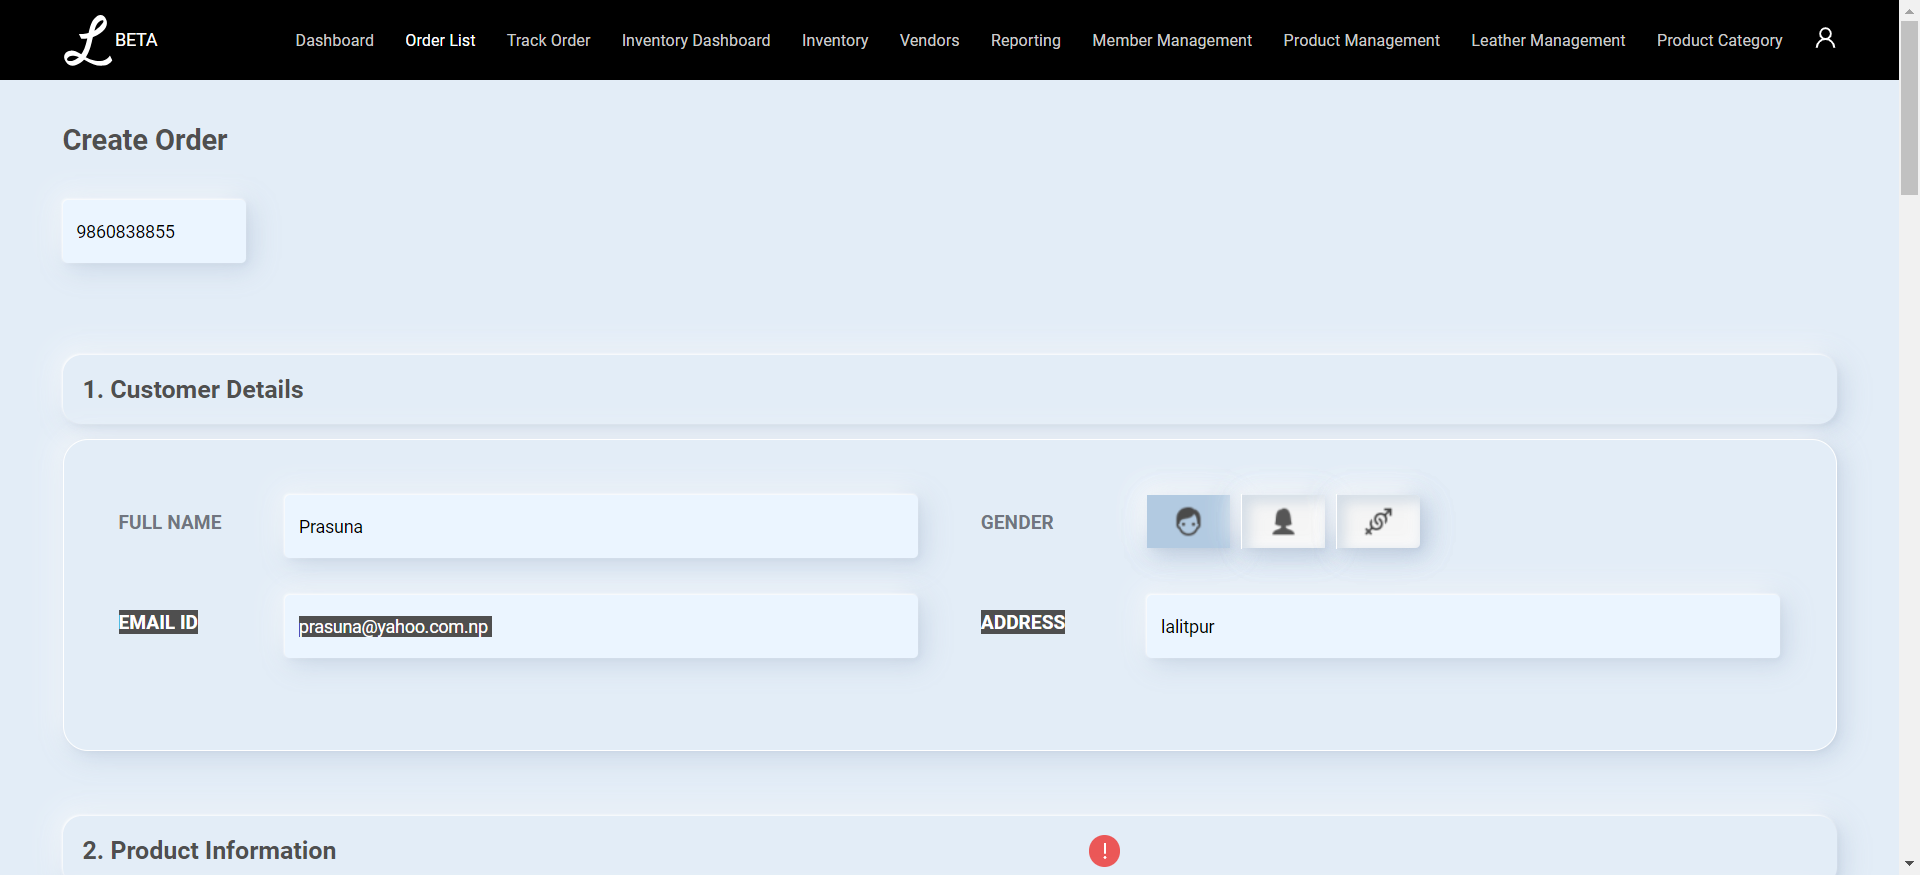 L BETA Dashboard Order List Track Order Inventory Dashboard Inventory Vendors Reporting Member Management Product Management Leather Management Product Category
Create Order
9860838855
1. Customer Details
FULL NAME Prasuna GENDER
EMAIL ID prasuna@yahoo.com.np ADDRESS lalitpur
2. Product Information !